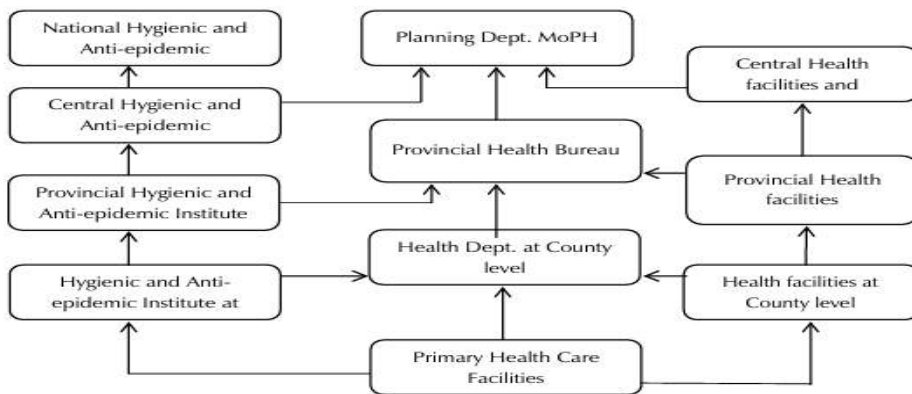 National Hygienic and
Anti-epidemic
Planning Dept. MoPH
Central Health
facilities and
Central Hygienic and
Anti-epidemic
Provincial Health Bureau
Provincial Hygienic and
Anti-epidemic Institute
Provincial Health
facilities
Health Dept. at County
level
Hygienic and Anti-
epidemic Institute at
Health facilities at
County level
Primary Health Care
Facilities